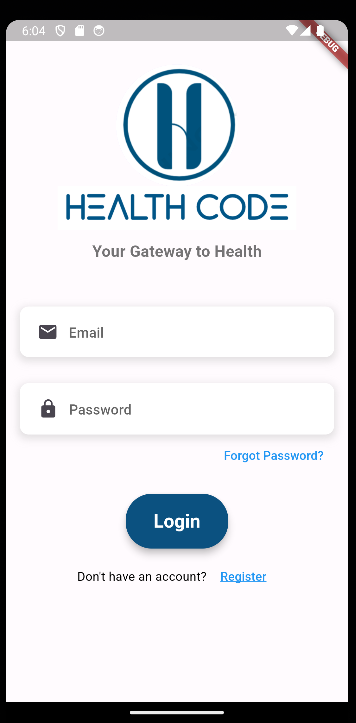 6:04
DEBUG
HEALTH CODE
Your Gateway to Health
Email
Password
Forgot Password?
Login
Don't have an account? Register